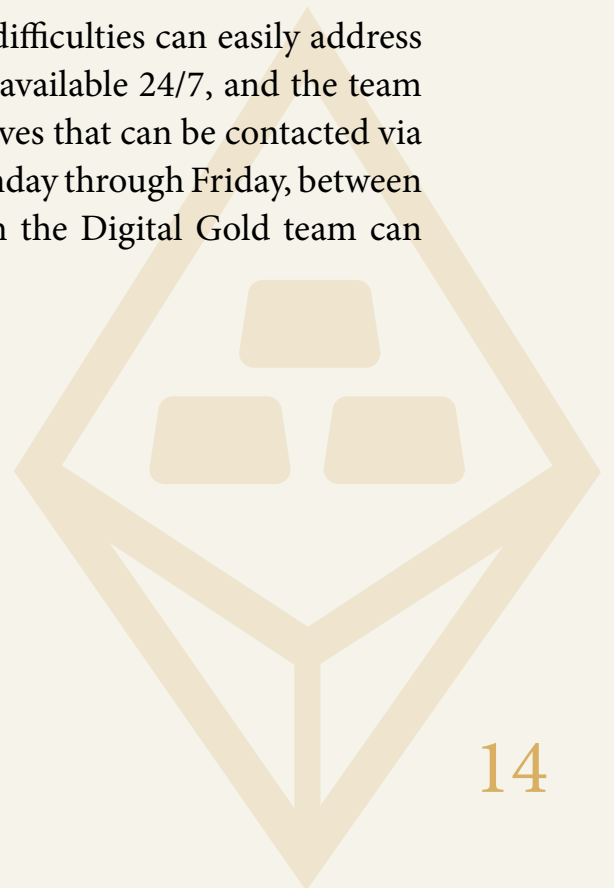 difficulties can easily address
available 24/7, and the team
ves that can be contacted via
day through Friday, between
the Digital Gold team can
14